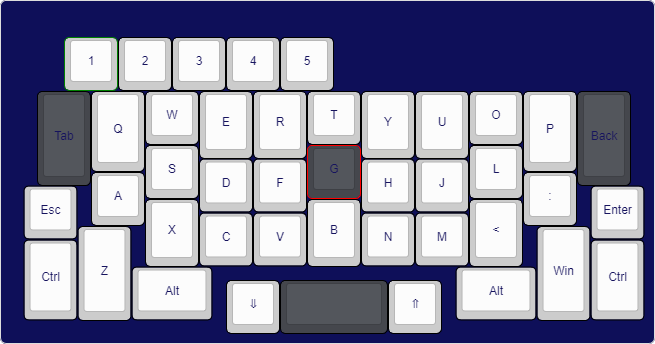 1 2 3 4 5
Tab Q W E R T Y U O P Back
A S D F G H J L :
Esc Enter
Z X C V B N M < Win
Ctrl Alt ⇓ ⇑ Alt Ctrl